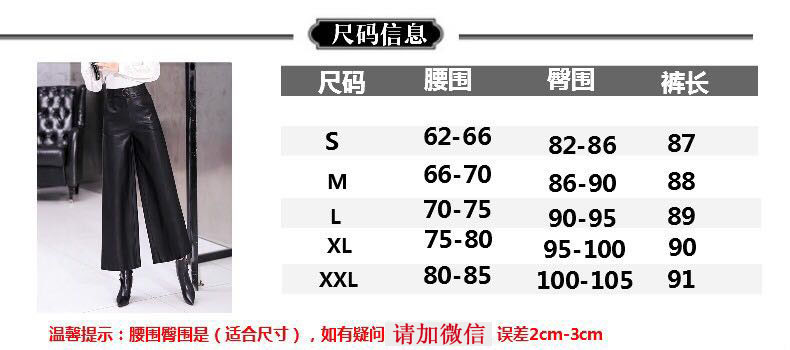 尺码信息
尺码 腰围 臀围 裤长
S 62-66 82-86 87
M 66-70 86-90 88
L 70-75 90-95 89
XL 75-80 95-100 90
XXL 80-85 100-105 91
温馨提示：腰围臀围是（适合尺寸），如有疑问 请加微信 误差2cm-3cm